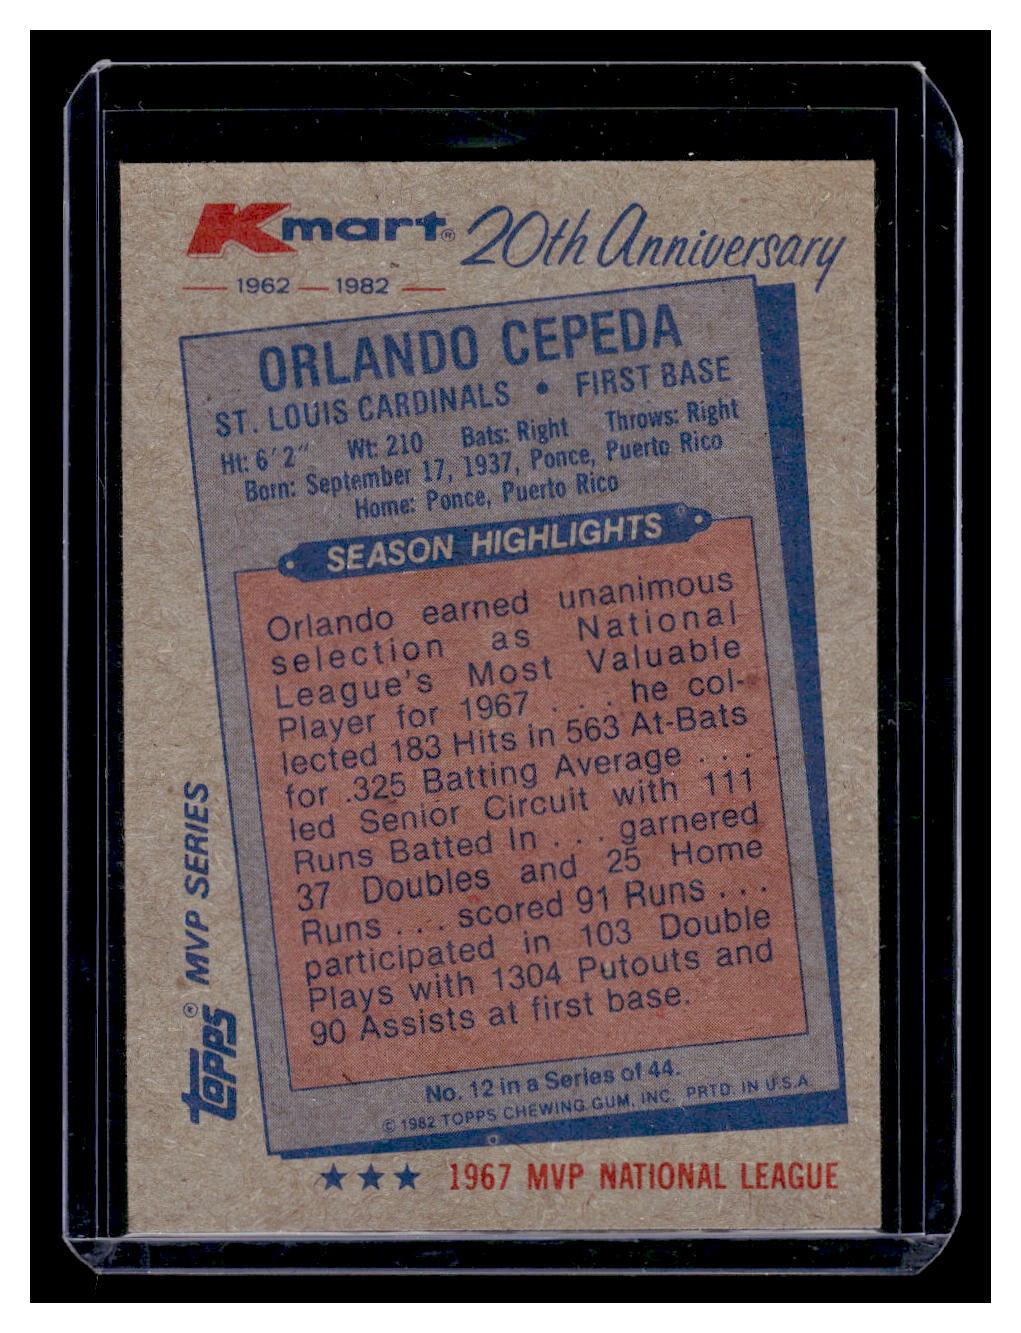 Kmart® 20th Anniversary
1962 — 1982
ORLANDO CEPEDA
ST. LOUIS CARDINALS • FIRST BASE
Ht: 6' 2" Wt: 210 Bats: Right Throws: Right
Born: September 17, 1937, Ponce, Puerto Rico
Home: Ponce, Puerto Rico
SEASON HIGHLIGHTS
Orlando earned unanimous
selection as National
League's Most Valuable
Player for 1967 . . . he col-
lected 183 Hits in 563 At-Bats
for .325 Batting Average . . .
led Senior Circuit with 111
Runs Batted In . . . garnered
37 Doubles and 25 Home
Runs . . . scored 91 Runs . . .
participated in 103 Double
Plays with 1304 Putouts and
90 Assists at first base.
No. 12 in a Series of 44.
© 1982 TOPPS CHEWING GUM, INC. PRTD. IN U.S.A.
topps® MVP SERIES
★★★ 1967 MVP NATIONAL LEAGUE